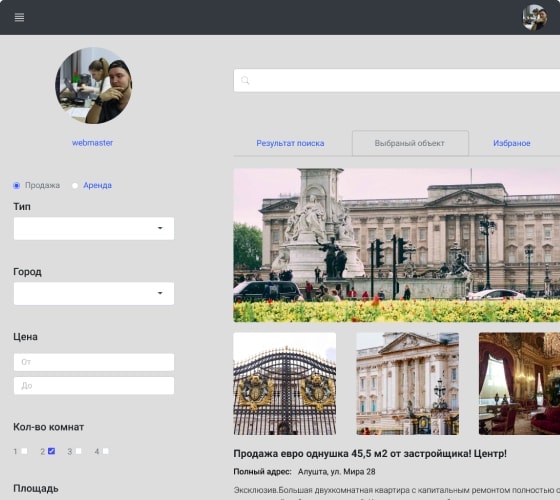 webmaster
Результат поиска
Выбраный объект
Избраное
Продажа Аренда
Тип
Город
Цена
От
До
Кол-во комнат
1 2 3 4
Площадь
Продажа евро однушка 45,5 м2 от застройщика! Центр!
Полный адрес: Алушта, ул. Мира 28
Эксклюзив.Большая двухкомнатная квартира с капитальным ремонтом полностью с